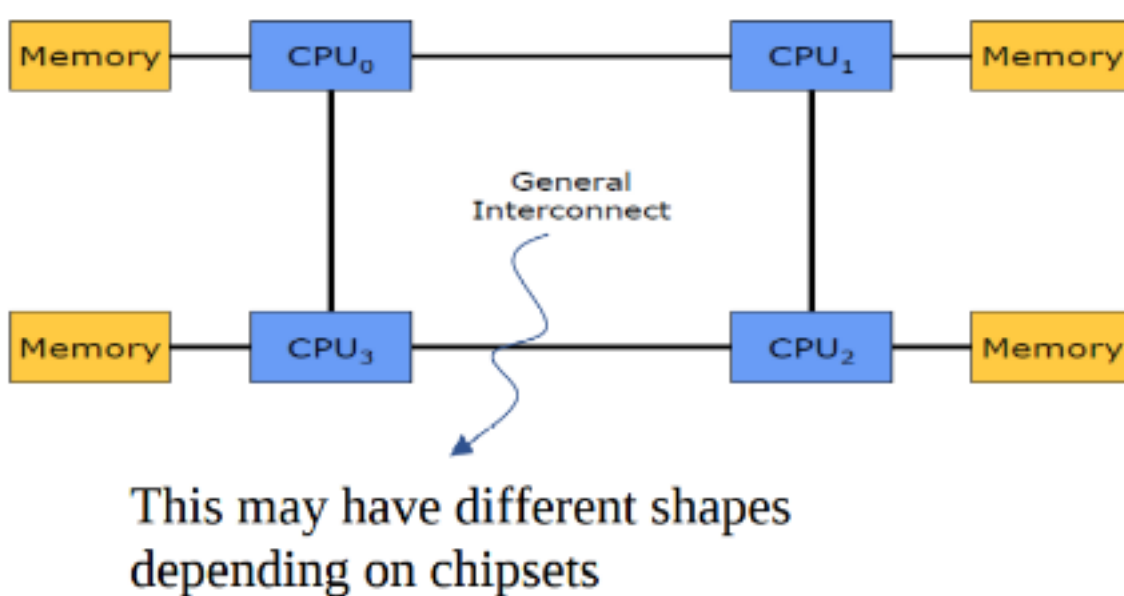 Memory CPU₀ CPU₁ Memory
General
Interconnect
Memory CPU₃ CPU₂ Memory
This may have different shapes
depending on chipsets